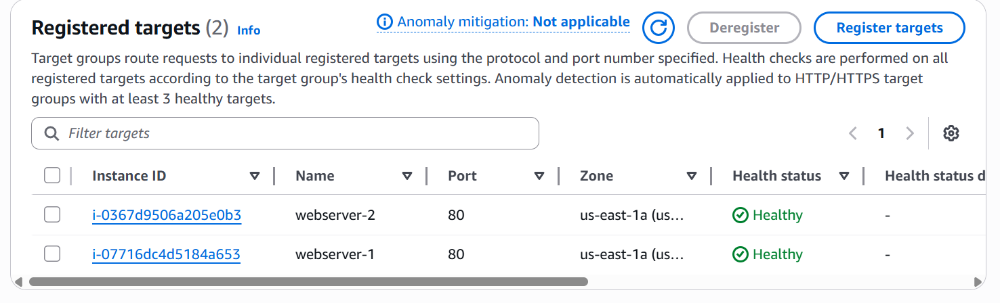 Registered targets (2) Info Anomaly mitigation: Not applicable Deregister Register targets
Target groups route requests to individual registered targets using the protocol and port number specified. Health checks are performed on all
registered targets according to the target group's health check settings. Anomaly detection is automatically applied to HTTP/HTTPS target
groups with at least 3 healthy targets.
Filter targets 1
Instance ID Name Port Zone Health status Health status d
i-0367d9506a205e0b3 webserver-2 80 us-east-1a (us... Healthy -
i-07716dc4d5184a653 webserver-1 80 us-east-1a (us... Healthy -